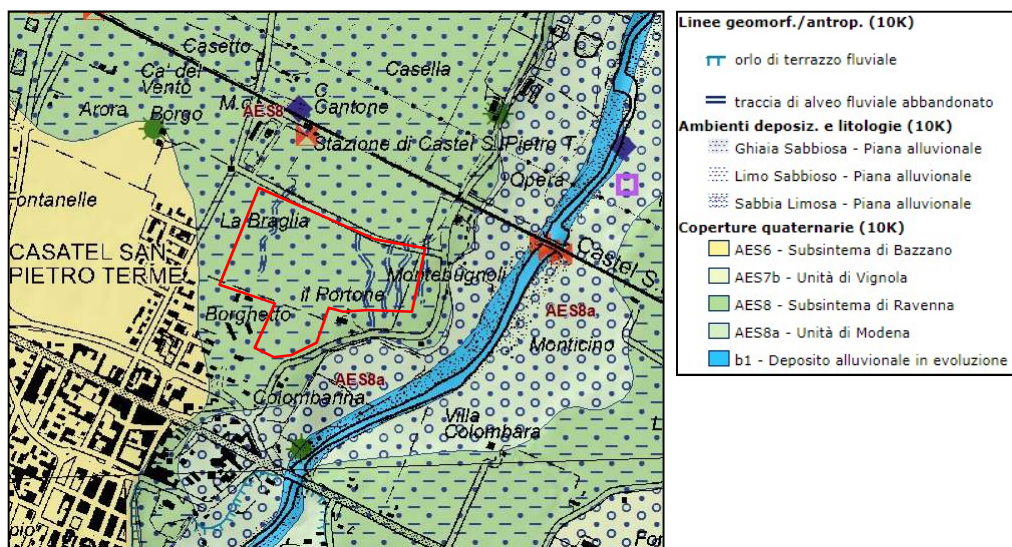 Casetto
Ca' del
Vento
Casella
C.
Cantone
Arora
Borgo
M.c.
AES8
Stazione di Castel S. Pietro T.
Opera
Fontanelle
La Braglia
CASATEL SAN
PIETRO TERME
Montebugnoli
Castel S.
il Portone
Borghetto
AES8a
Monticino
AES8a
Colombarina
Villa
Colombara
Linee geomorf./antrop. (10K)
orlo di terrazzo fluviale
traccia di alveo fluviale abbandonato
Ambienti deposiz. e litologie (10K)
Ghiaia Sabbiosa - Piana alluvionale
Limo Sabbioso - Piana alluvionale
Sabbia Limosa - Piana alluvionale
Coperture quaternarie (10K)
AES6 - Subsintema di Bazzano
AES7b - Unità di Vignola
AES8 - Subsintema di Ravenna
AES8a - Unità di Modena
b1 - Deposito alluvionale in evoluzione